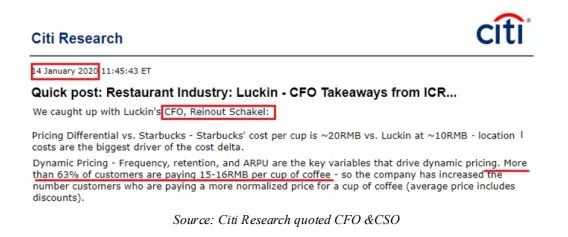 Citi Research
citi
14 January 2020 11:45:43 ET
Quick post: Restaurant Industry: Luckin - CFO Takeaways from ICR...
We caught up with Luckin's CFO, Reinout Schakel:
Pricing Differential vs. Starbucks - Starbucks' cost per cup is ~20RMB vs. Luckin at ~10RMB - location
costs are the biggest driver of the cost delta.
Dynamic Pricing - Frequency, retention, and ARPU are the key variables that drive dynamic pricing. More
than 63% of customers are paying 15-16RMB per cup of coffee - so the company has increased the
number customers who are paying a more normalized price for a cup of coffee (average price includes
discounts).
Source: Citi Research quoted CFO &CSO